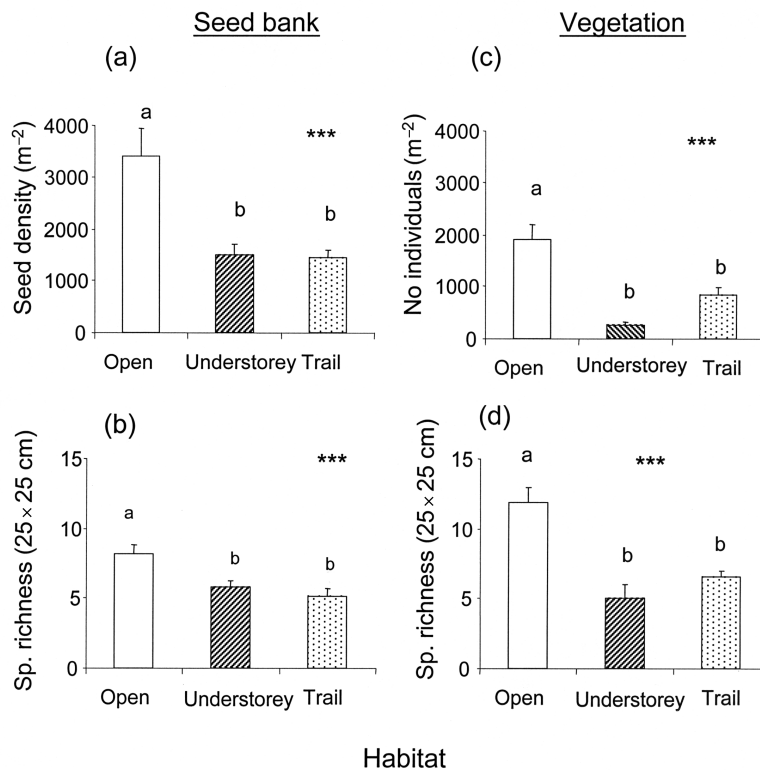 Seed bank
Vegetation
(a)
Seed density (m⁻²)
4000
3000
2000
1000
0
a
b
b
***
Open
Understorey
Trail
(c)
No individuals (m⁻²)
4000
3000
2000
1000
0
a
b
b
***
Open
Understorey
Trail
(b)
Sp. richness (25 × 25 cm)
15
10
5
0
a
b
b
***
Open
Understorey
Trail
(d)
Sp. richness (25 × 25 cm)
15
10
5
0
a
b
b
***
Open
Understorey
Trail
Habitat